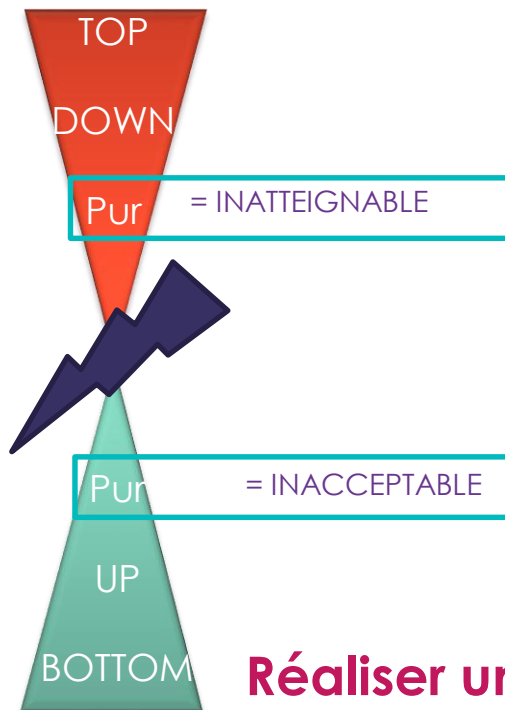 TOP
DOWN
Pur = INATTEIGNABLE
Pur = INACCEPTABLE
UP
BOTTOM
Réaliser